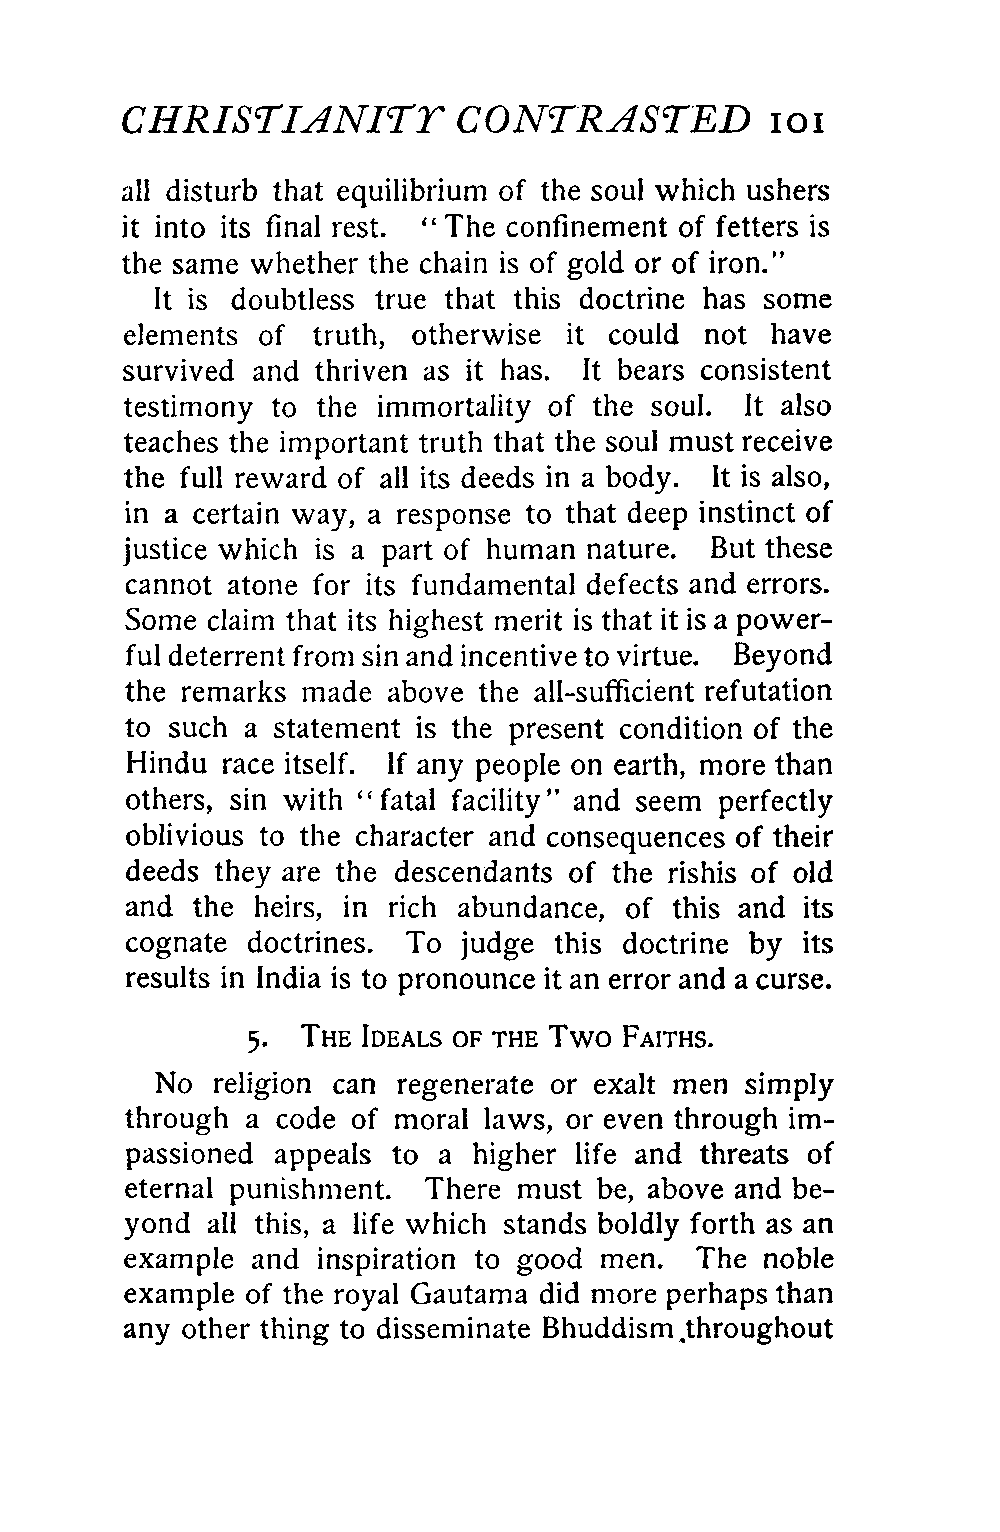 CHRISTIANITY CONTRASTED 101
all disturb that equilibrium of the soul which ushers
it into its final rest. "The confinement of fetters is
the same whether the chain is of gold or of iron."
It is doubtless true that this doctrine has some
elements of truth, otherwise it could not have
survived and thriven as it has. It bears consistent
testimony to the immortality of the soul. It also
teaches the important truth that the soul must receive
the full reward of all its deeds in a body. It is also,
in a certain way, a response to that deep instinct of
justice which is a part of human nature. But these
cannot atone for its fundamental defects and errors.
Some claim that its highest merit is that it is a power-
ful deterrent from sin and incentive to virtue. Beyond
the remarks made above the all-sufficient refutation
to such a statement is the present condition of the
Hindu race itself. If any people on earth, more than
others, sin with "fatal facility" and seem perfectly
oblivious to the character and consequences of their
deeds they are the descendants of the rishis of old
and the heirs, in rich abundance, of this and its
cognate doctrines. To judge this doctrine by its
results in India is to pronounce it an error and a curse.
5. THE IDEALS OF THE TWO FAITHS.
No religion can regenerate or exalt men simply
through a code of moral laws, or even through im-
passioned appeals to a higher life and threats of
eternal punishment. There must be, above and be-
yond all this, a life which stands boldly forth as an
example and inspiration to good men. The noble
example of the royal Gautama did more perhaps than
any other thing to disseminate Bhuddism .throughout